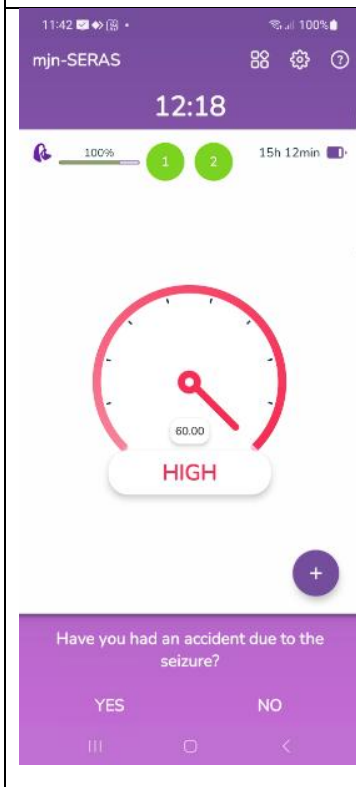 11:42 100%
mjn-SERAS
12:18
100% 1 2 15h 12min
60.00
HIGH
+
Have you had an accident due to the
seizure?
YES NO